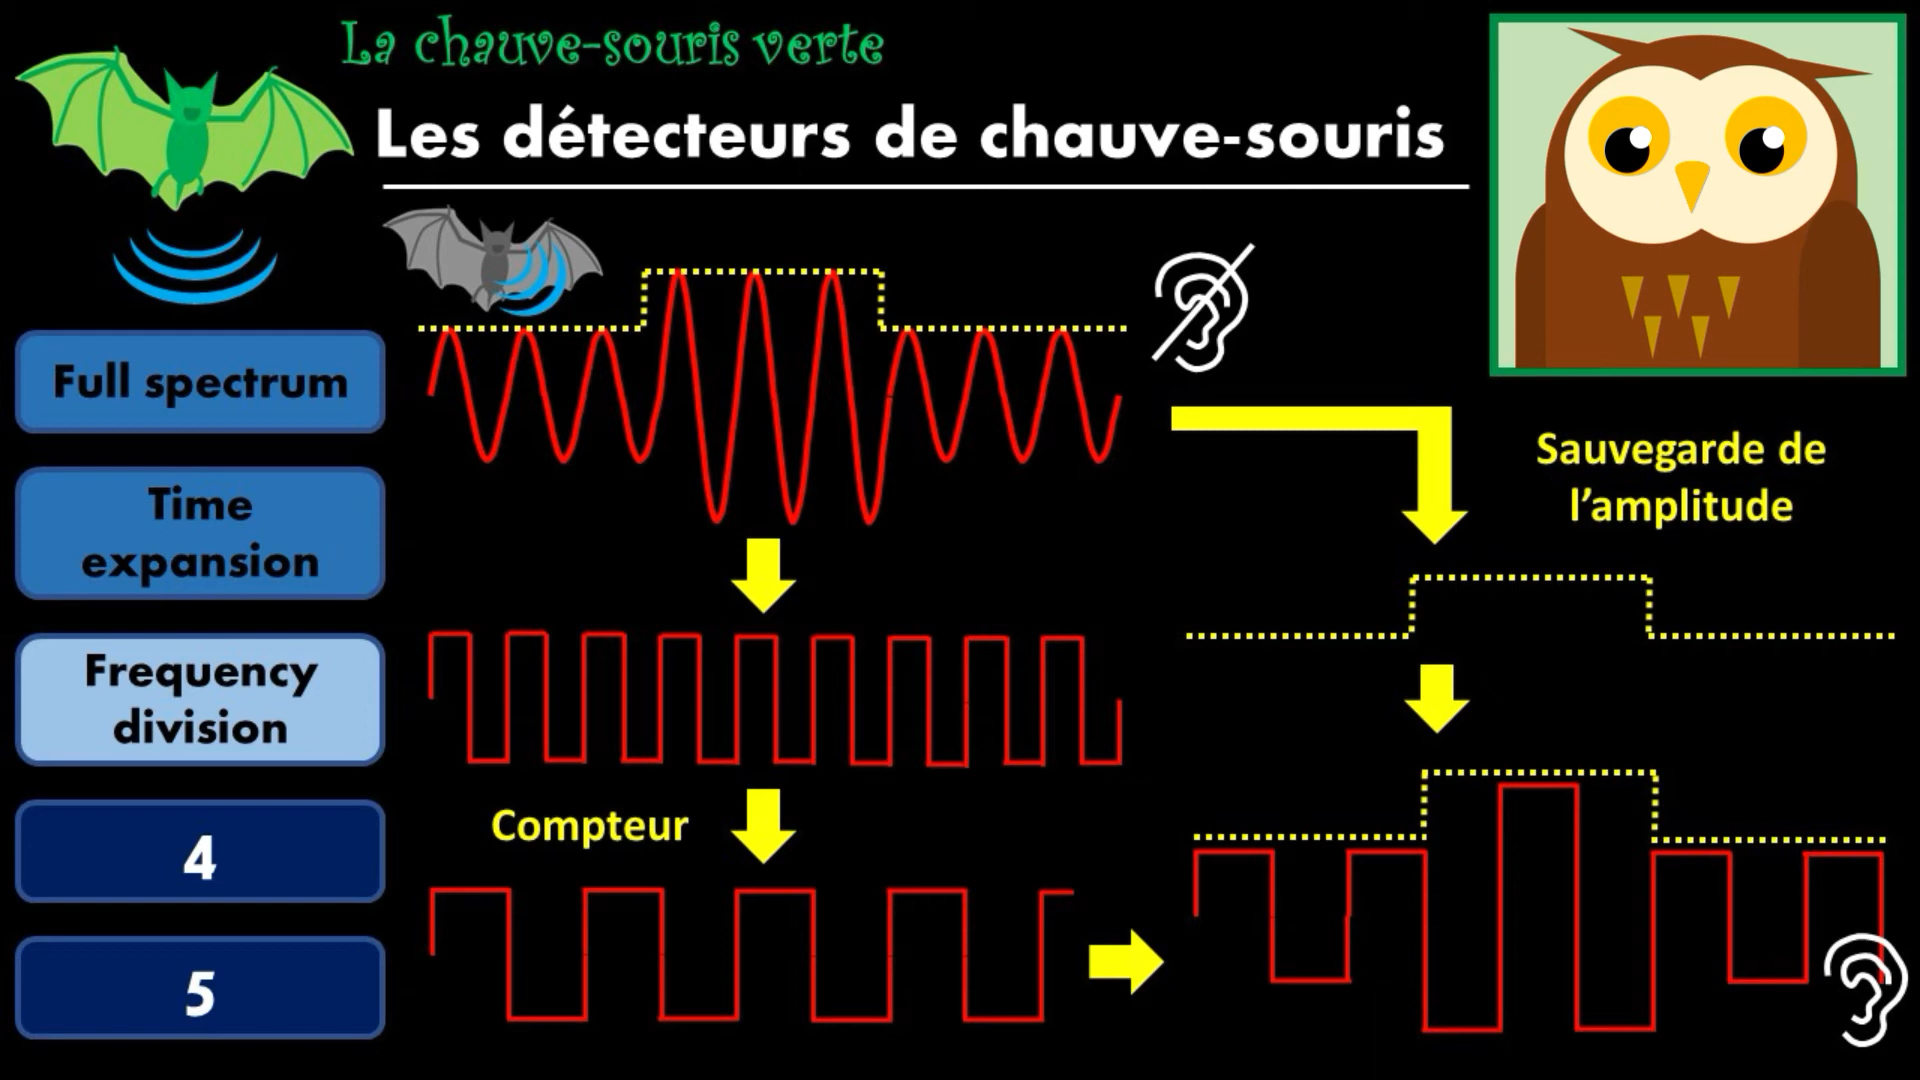 La chauve-souris verte
Les détecteurs de chauve-souris
Full spectrum
Time
expansion
Frequency
division
4
5
Sauvegarde de
l’amplitude
Compteur